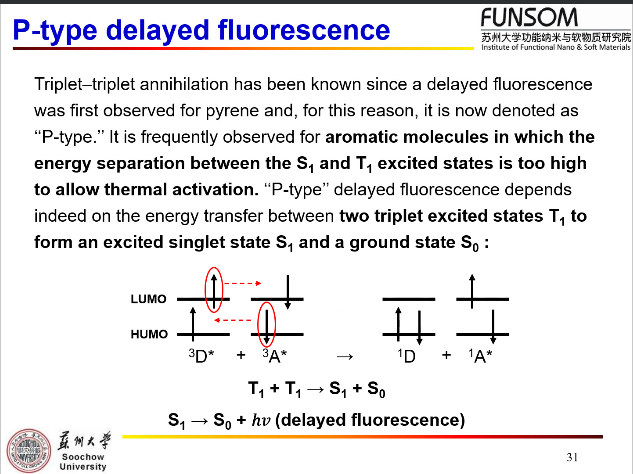 P-type delayed fluorescence
FUNSOM
苏州大学功能纳米与软物质研究院
Institute of Functional Nano & Soft Materials
Triplet–triplet annihilation has been known since a delayed fluorescence
was first observed for pyrene and, for this reason, it is now denoted as
“P-type.” It is frequently observed for aromatic molecules in which the
energy separation between the S₁ and T₁ excited states is too high
to allow thermal activation. “P-type” delayed fluorescence depends
indeed on the energy transfer between two triplet excited states T₁ to
form an excited singlet state S₁ and a ground state S₀ :
LUMO
HUMO
³D* + ³A* → ¹D + ¹A*
T₁ + T₁ → S₁ + S₀
S₁ → S₀ + hν (delayed fluorescence)
蘇州大學
Soochow
University
31